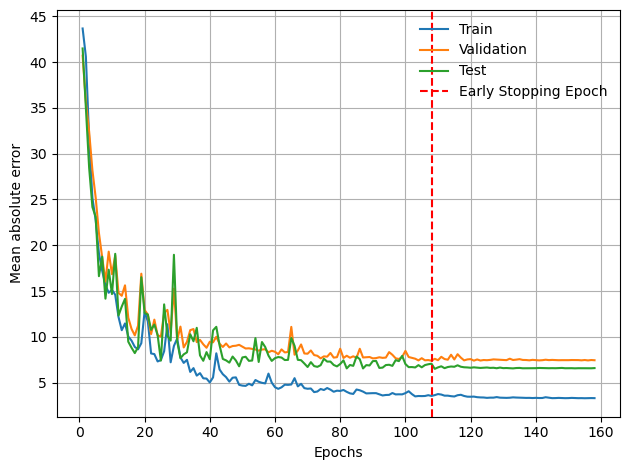 45
40
35
30
25
20
15
10
5
Mean absolute error
Train
Validation
Test
Early Stopping Epoch
0 20 40 60 80 100 120 140 160
Epochs